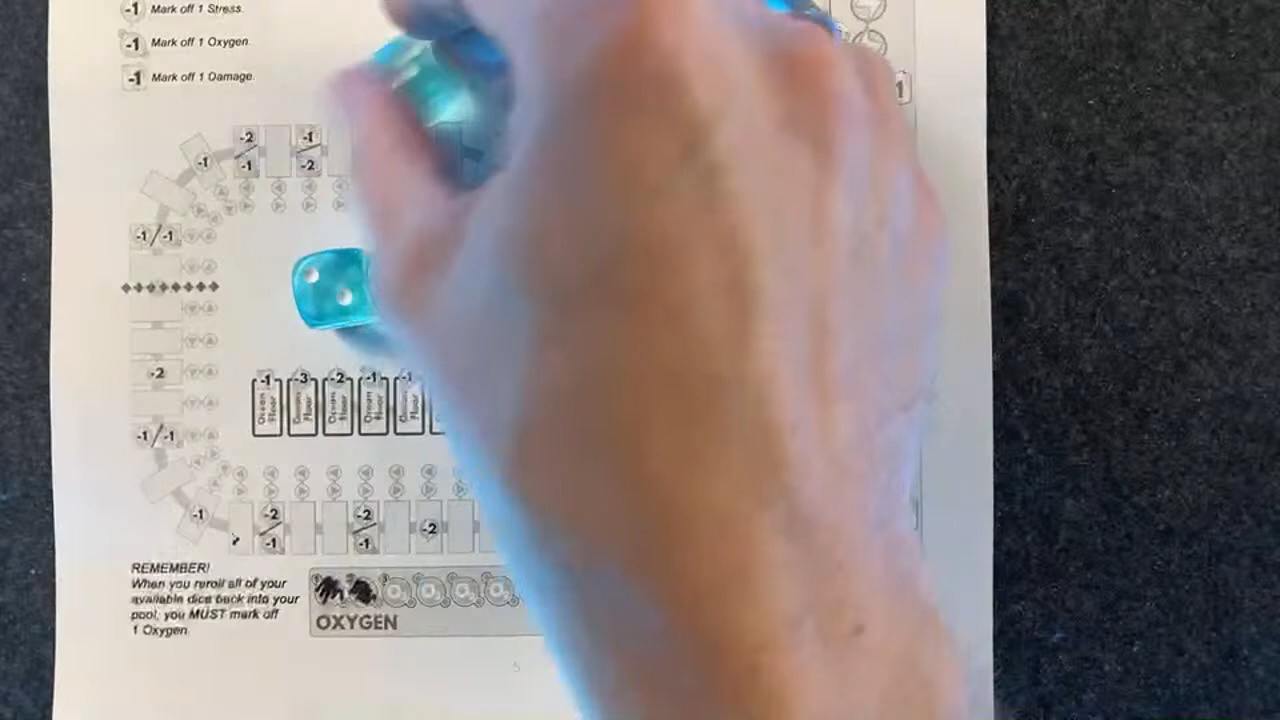 -1 Mark off 1 Stress.
-1 Mark off 1 Oxygen.
-1 Mark off 1 Damage.
1
-2 -1
-1 -1 -2
-1/-1
-2
-1 -3 -2 -1 -1
Ocean Floor Ocean Floor Ocean Floor Ocean Floor Ocean Floor
-1/-1
-1 -2 -2 -2
-1 -1
REMEMBER!
When you reroll all of your
available dice back into your
pool, you MUST mark off
1 Oxygen.
OXYGEN
5